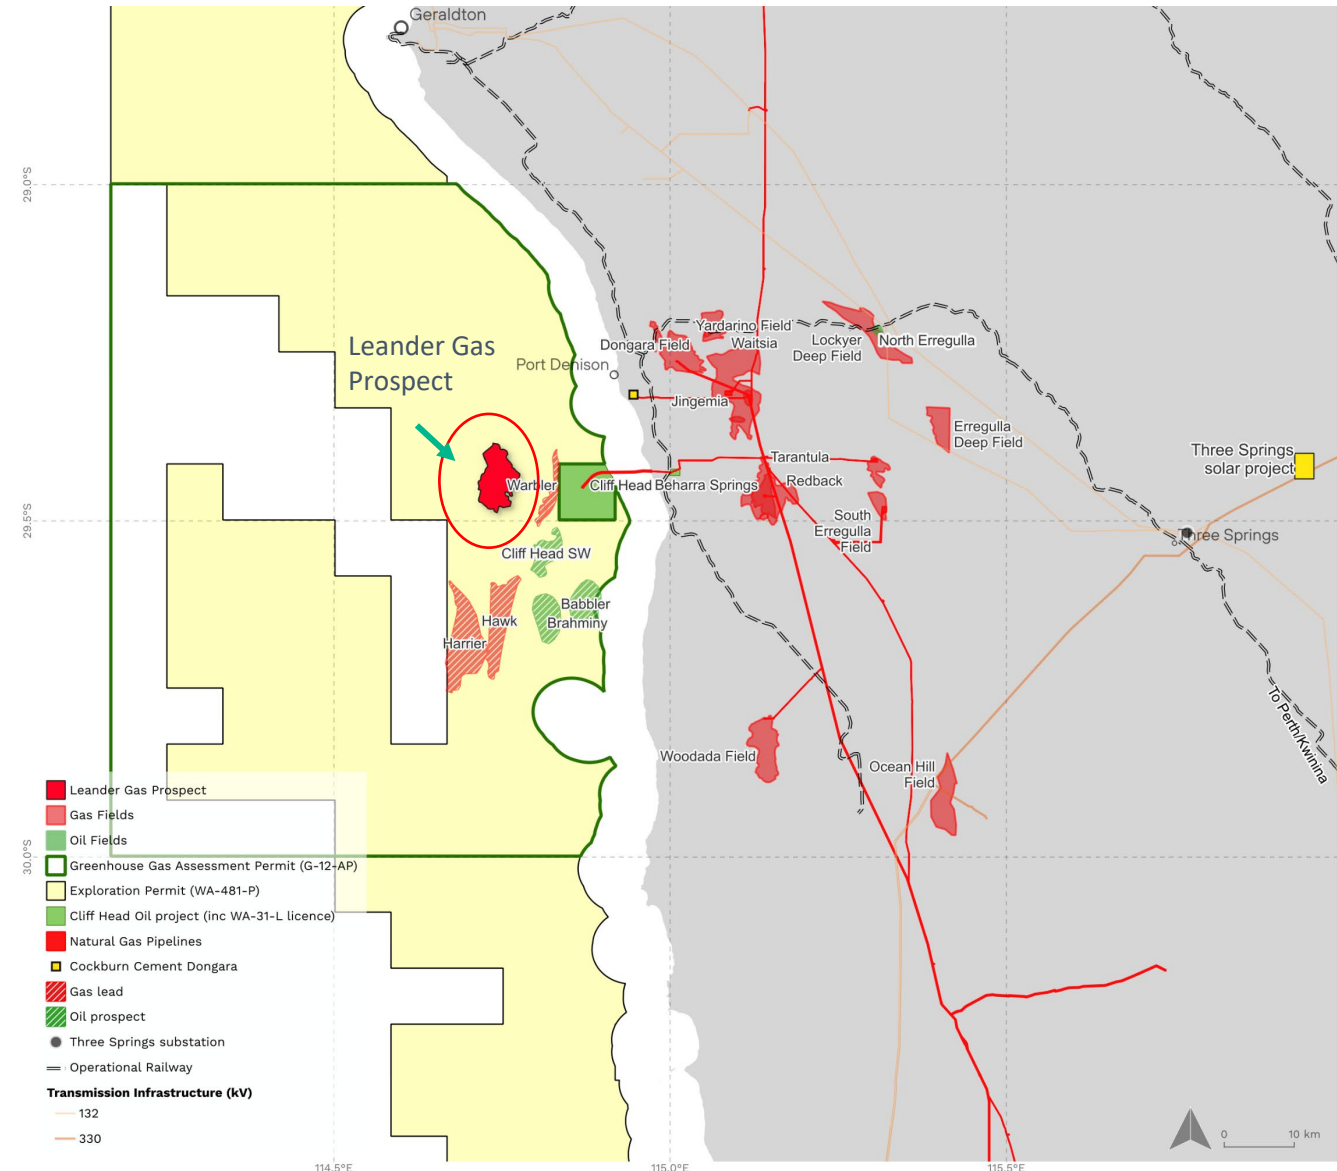 Geraldton
29.0°S
Leander Gas
Prospect
Port Denison
Dongara Field
Yardarino Field
Waitsia
Lockyer
Deep Field
North Erregulla
Jingemia
Erregulla
Deep Field
Three Springs
solar project
Tarantula
Warbler
Cliff Head
Beharra Springs
Redback
29.5°S
South
Erregulla
Field
Three Springs
Cliff Head SW
Babbler
Brahminy
Hawk
Harrier
To Perth/Kwinina
Woodada Field
Ocean Hill
Field
30.0°S
Leander Gas Prospect
Gas Fields
Oil Fields
Greenhouse Gas Assessment Permit (G-12-AP)
Exploration Permit (WA-481-P)
Cliff Head Oil project (inc WA-31-L licence)
Natural Gas Pipelines
Cockburn Cement Dongara
Gas lead
Oil prospect
Three Springs substation
Operational Railway
Transmission Infrastructure (kV)
132
330
0 10 km
114.5°E
115.0°E
115.5°E